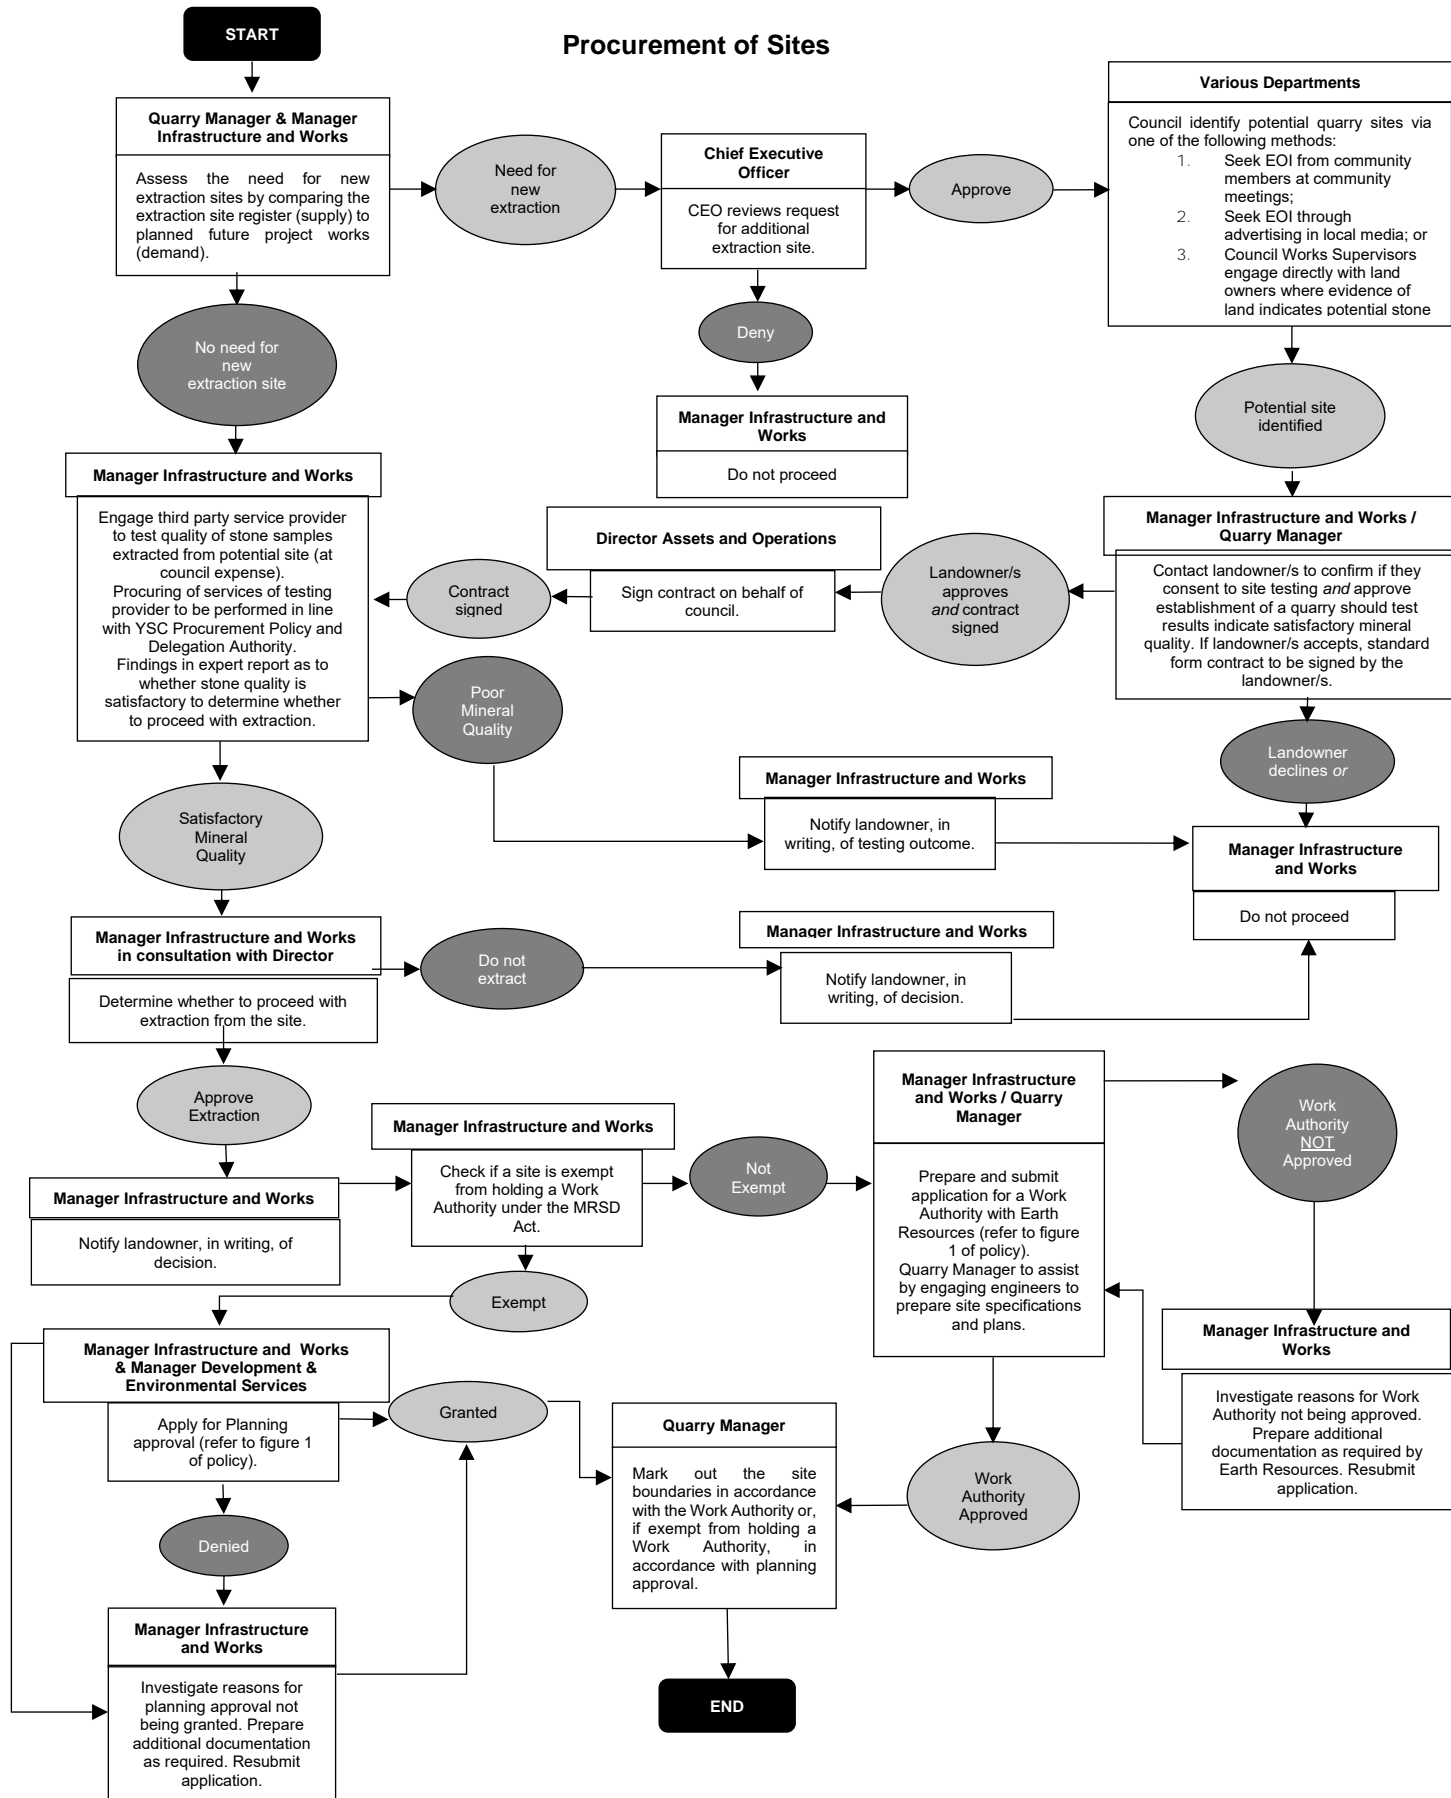 START
Procurement of Sites
Quarry Manager & Manager
Infrastructure and Works
Assess the need for new
extraction sites by comparing the
extraction site register (supply) to
planned future project works
(demand).
Need for
new
extraction
Chief Executive
Officer
CEO reviews request
for additional
extraction site.
Approve
Various Departments
Council identify potential quarry sites via
one of the following methods:
1. Seek EOI from community
members at community
meetings;
2. Seek EOI through
advertising in local media; or
3. Council Works Supervisors
engage directly with land
owners where evidence of
land indicates potential stone
No need for
new
extraction site
Deny
Manager Infrastructure and
Works
Do not proceed
Potential site
identified
Manager Infrastructure and Works
Engage third party service provider
to test quality of stone samples
extracted from potential site (at
council expense).
Procuring of services of testing
provider to be performed in line
with YSC Procurement Policy and
Delegation Authority.
Findings in expert report as to
whether stone quality is
satisfactory to determine whether
to proceed with extraction.
Contract
signed
Director Assets and Operations
Sign contract on behalf of
council.
Landowner/s
approves
and contract
signed
Manager Infrastructure and Works /
Quarry Manager
Contact landowner/s to confirm if they
consent to site testing and approve
establishment of a quarry should test
results indicate satisfactory mineral
quality. If landowner/s accepts, standard
form contract to be signed by the
landowner/s.
Poor
Mineral
Quality
Landowner
declines or
Satisfactory
Mineral
Quality
Manager Infrastructure and Works
Notify landowner, in
writing, of testing outcome.
Manager Infrastructure
and Works
Do not proceed
Manager Infrastructure and Works
in consultation with Director
Determine whether to proceed with
extraction from the site.
Do not
extract
Manager Infrastructure and Works
Notify landowner, in
writing, of decision.
Approve
Extraction
Manager Infrastructure and Works
Notify landowner, in writing, of
decision.
Manager Infrastructure and Works
Check if a site is exempt
from holding a Work
Authority under the MRSD
Act.
Not
Exempt
Manager Infrastructure
and Works / Quarry
Manager
Prepare and submit
application for a Work
Authority with Earth
Resources (refer to figure
1 of policy).
Quarry Manager to assist
by engaging engineers to
prepare site specifications
and plans.
Work
Authority
NOT
Approved
Exempt
Manager Infrastructure and Works
& Manager Development &
Environmental Services
Apply for Planning
approval (refer to figure 1
of policy).
Granted
Quarry Manager
Mark out the site
boundaries in accordance
with the Work Authority or,
if exempt from holding a
Work Authority, in
accordance with planning
approval.
Work
Authority
Approved
Manager Infrastructure and
Works
Investigate reasons for Work
Authority not being approved.
Prepare additional
documentation as required by
Earth Resources. Resubmit
application.
Denied
Manager Infrastructure
and Works
Investigate reasons for
planning approval not
being granted. Prepare
additional documentation
as required. Resubmit
application.
END